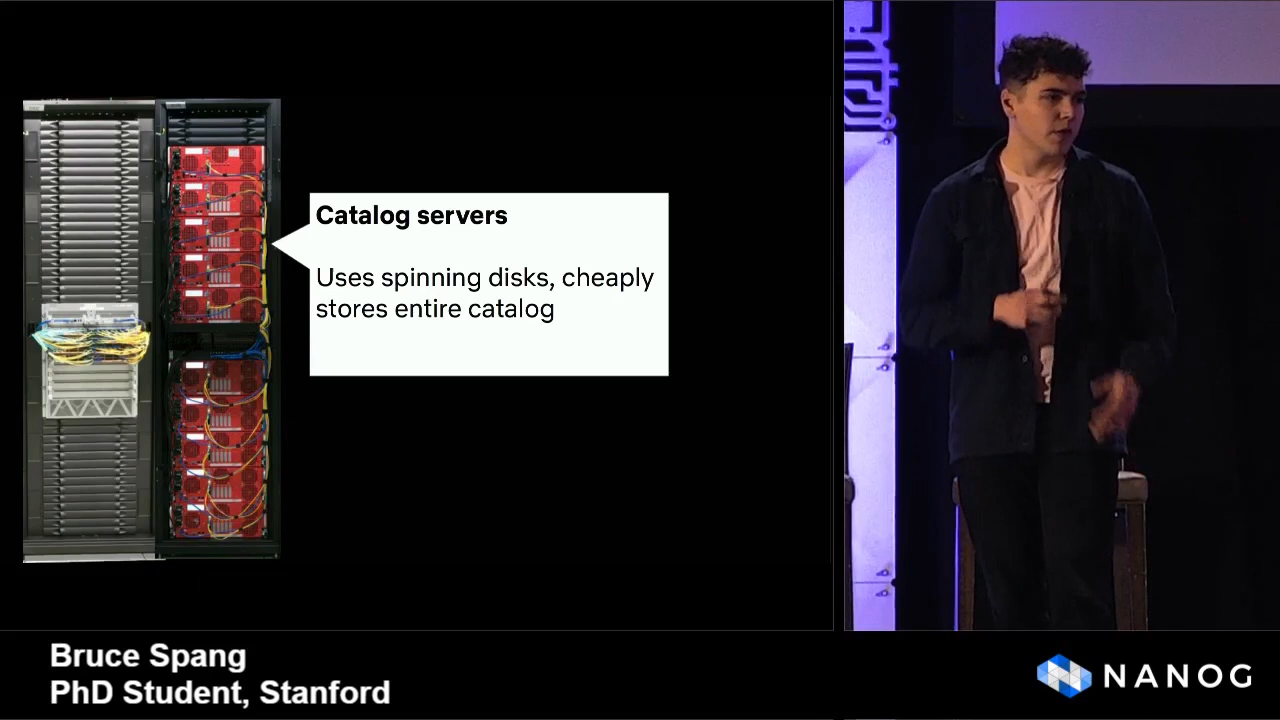 Catalog servers
Uses spinning disks, cheaply
stores entire catalog
Bruce Spang
PhD Student, Stanford
NANOG